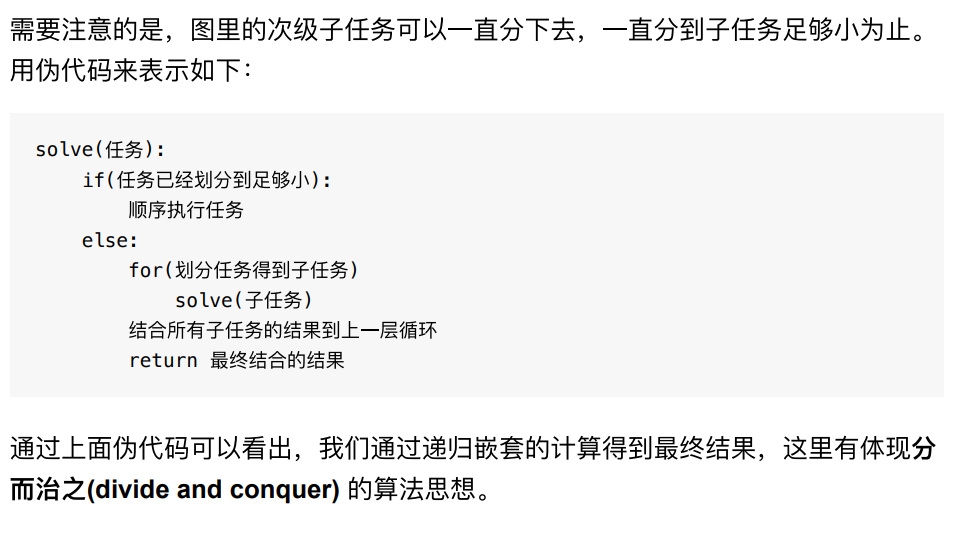 需要注意的是，图里的次级子任务可以一直分下去，一直分到子任务足够小为止。
用伪代码来表示如下：
solve(任务):
    if(任务已经划分到足够小):
        顺序执行任务
    else:
        for(划分任务得到子任务)
            solve(子任务)
        结合所有子任务的结果到上一层循环
        return 最终结合的结果
通过上面伪代码可以看出，我们通过递归嵌套的计算得到最终结果，这里有体现分
而治之(divide and conquer) 的算法思想。